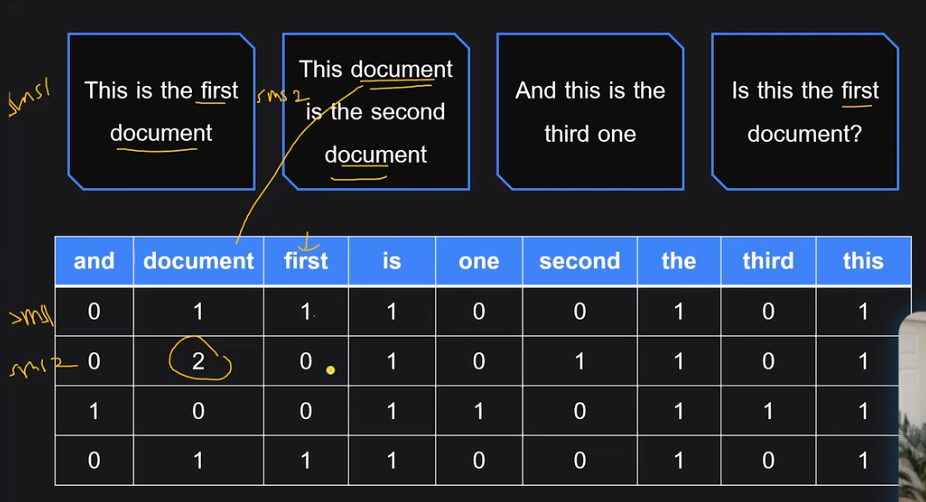 sms1
This is the first
document
sms2
This document
is the second
document
And this is the
third one
Is this the first
document?
and document first is one second the third this
sms1 0 1 1 1 0 0 1 0 1
sms2 0 2 0 1 0 1 1 0 1
1 0 0 1 1 0 1 1 1
0 1 1 1 0 0 1 0 1